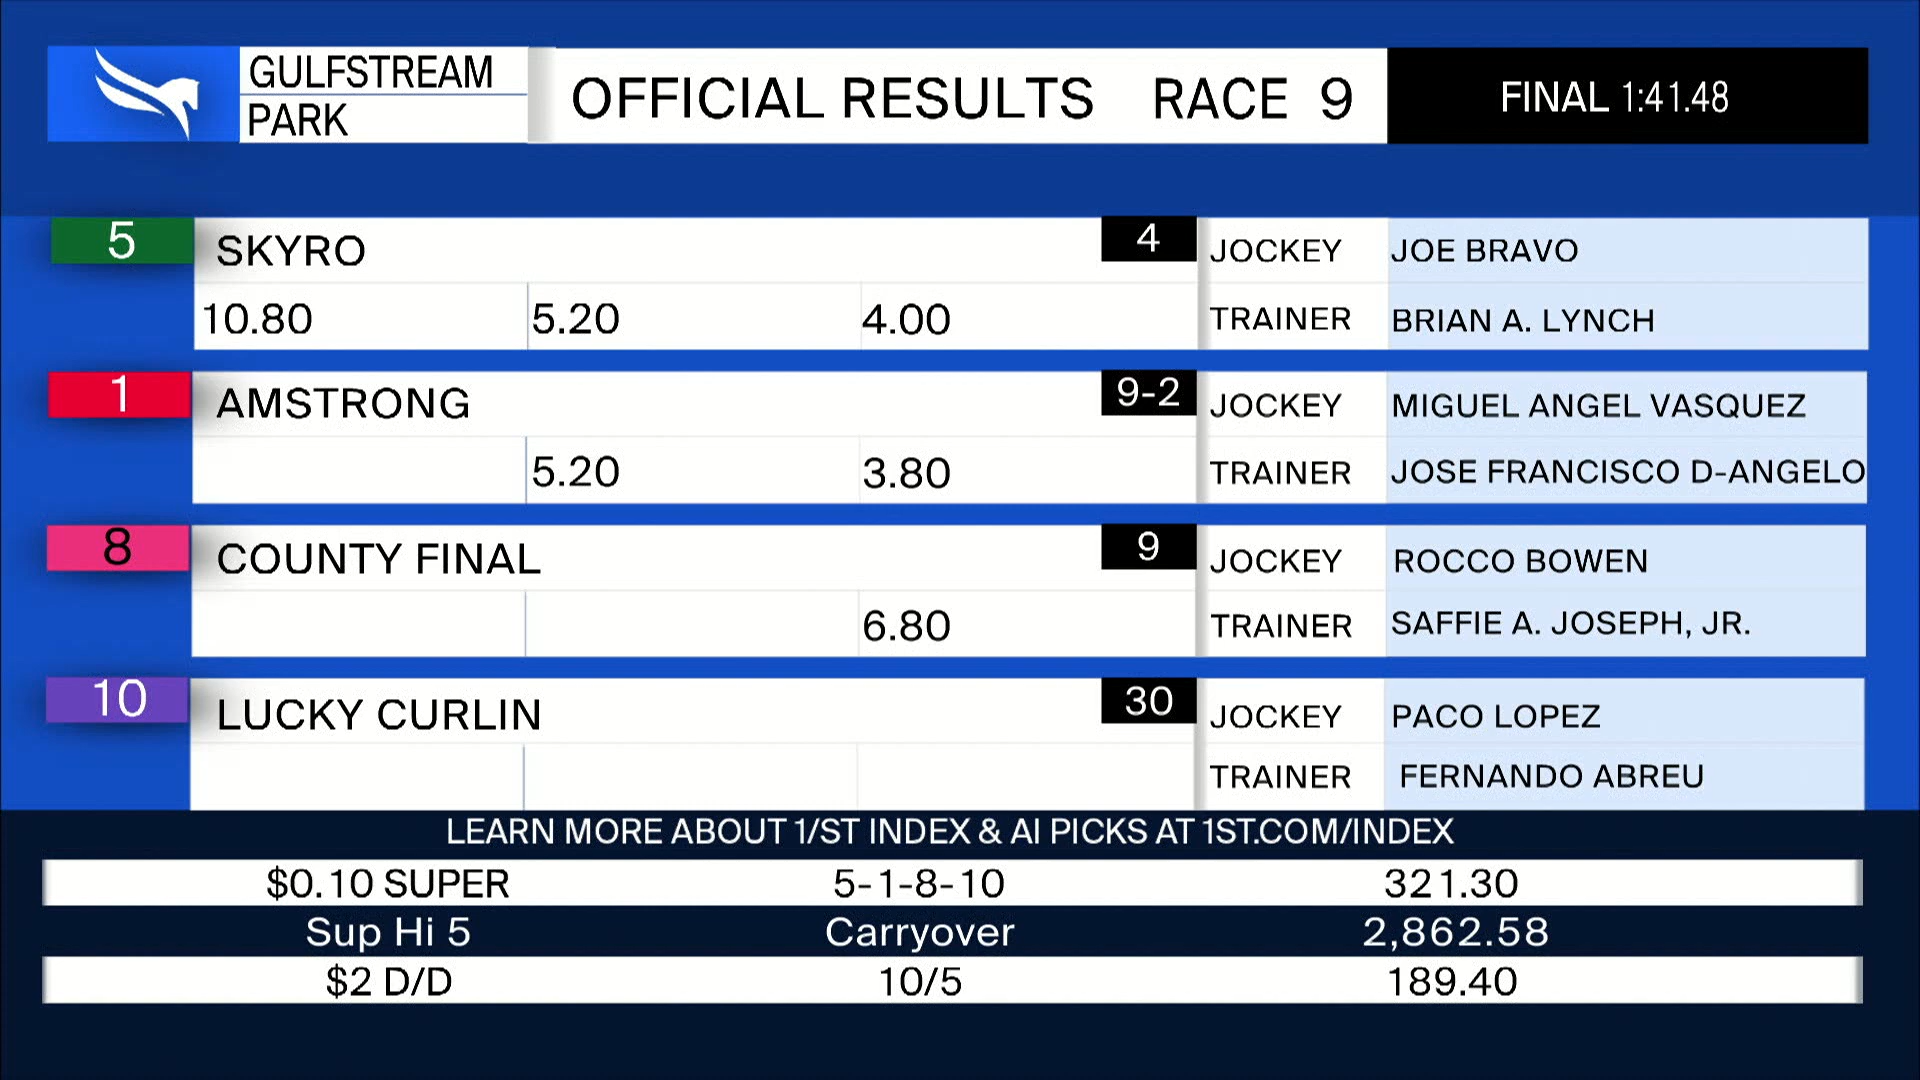 GULFSTREAM
PARK
OFFICIAL RESULTS RACE 9
FINAL 1:41.48
5
SKYRO
4
JOCKEY JOE BRAVO
10.80 5.20 4.00
TRAINER BRIAN A. LYNCH
1
AMSTRONG
9-2
JOCKEY MIGUEL ANGEL VASQUEZ
5.20 3.80
TRAINER JOSE FRANCISCO D-ANGELO
8
COUNTY FINAL
9
JOCKEY ROCCO BOWEN
6.80
TRAINER SAFFIE A. JOSEPH, JR.
10
LUCKY CURLIN
30
JOCKEY PACO LOPEZ
TRAINER FERNANDO ABREU
LEARN MORE ABOUT 1/ST INDEX & AI PICKS AT 1ST.COM/INDEX
$0.10 SUPER 5-1-8-10 321.30
Sup Hi 5 Carryover 2,862.58
$2 D/D 10/5 189.40